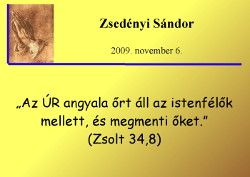 Zsedényi Sándor
2009. november 6.
„Az ÚR angyala őrt áll az istenfélők
mellett, és megmenti őket.”
(Zsolt 34,8)